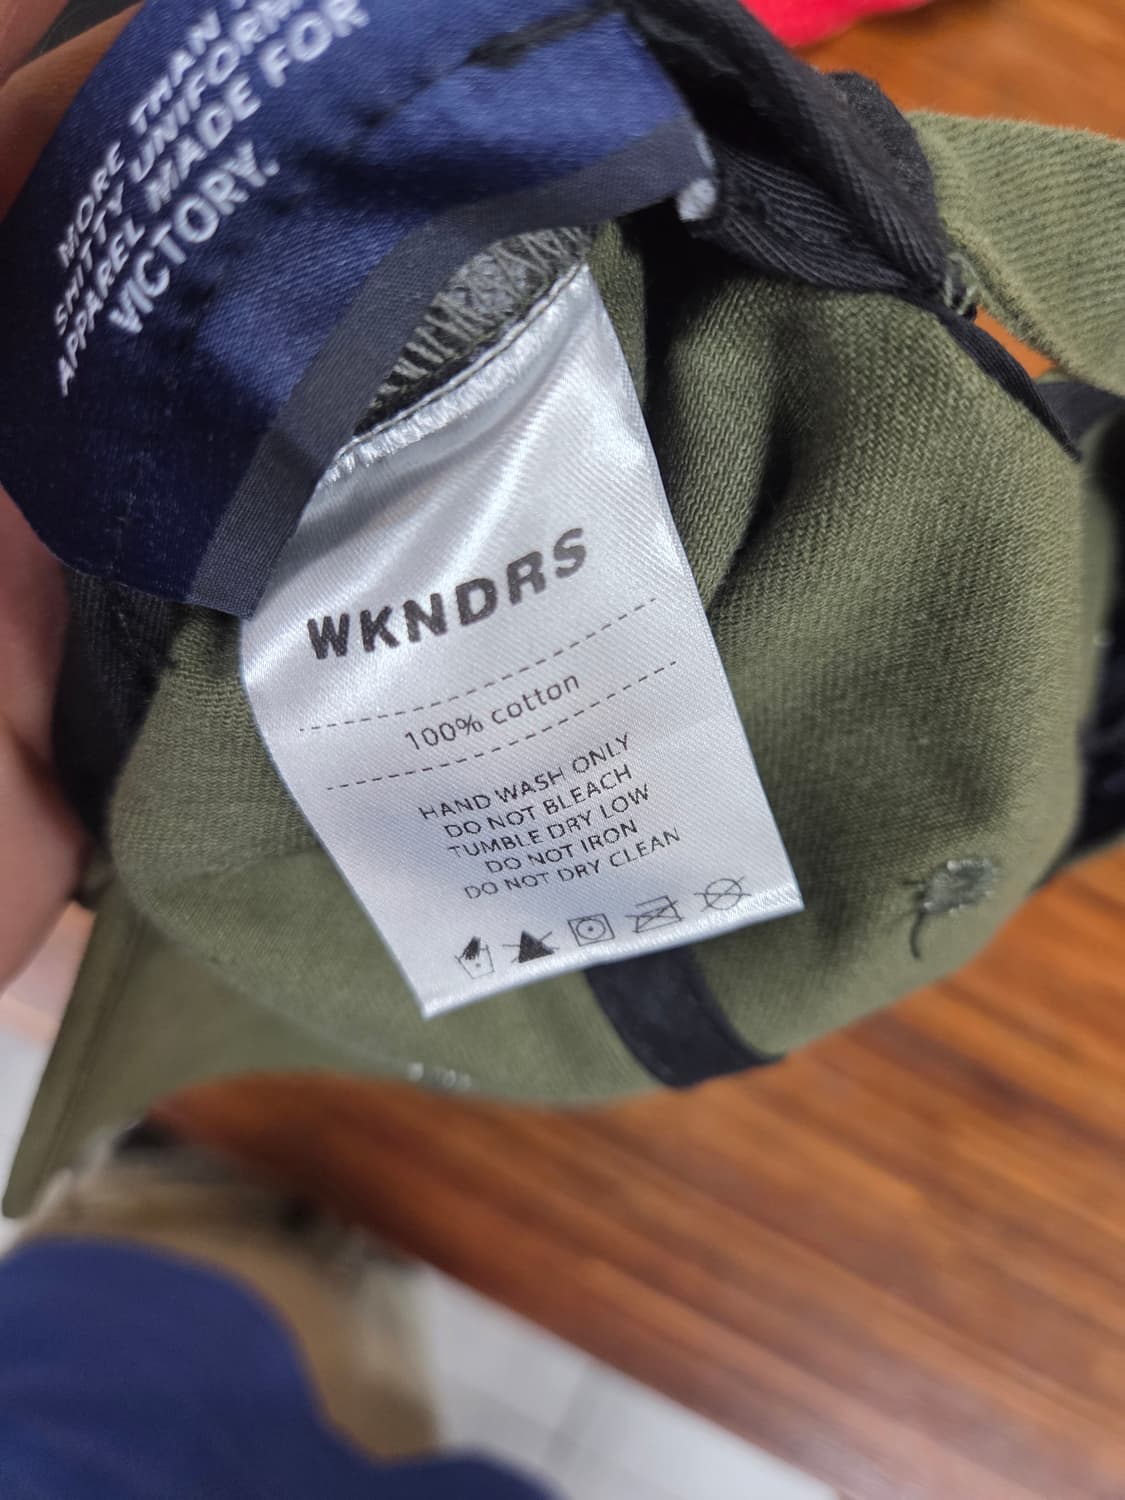 MORE THAN
SHITTY UNIFORM
APPAREL MADE FOR
VICTORY.
WKNDRS
100% cotton
HAND WASH ONLY
DO NOT BLEACH
TUMBLE DRY LOW
DO NOT IRON
DO NOT DRY CLEAN